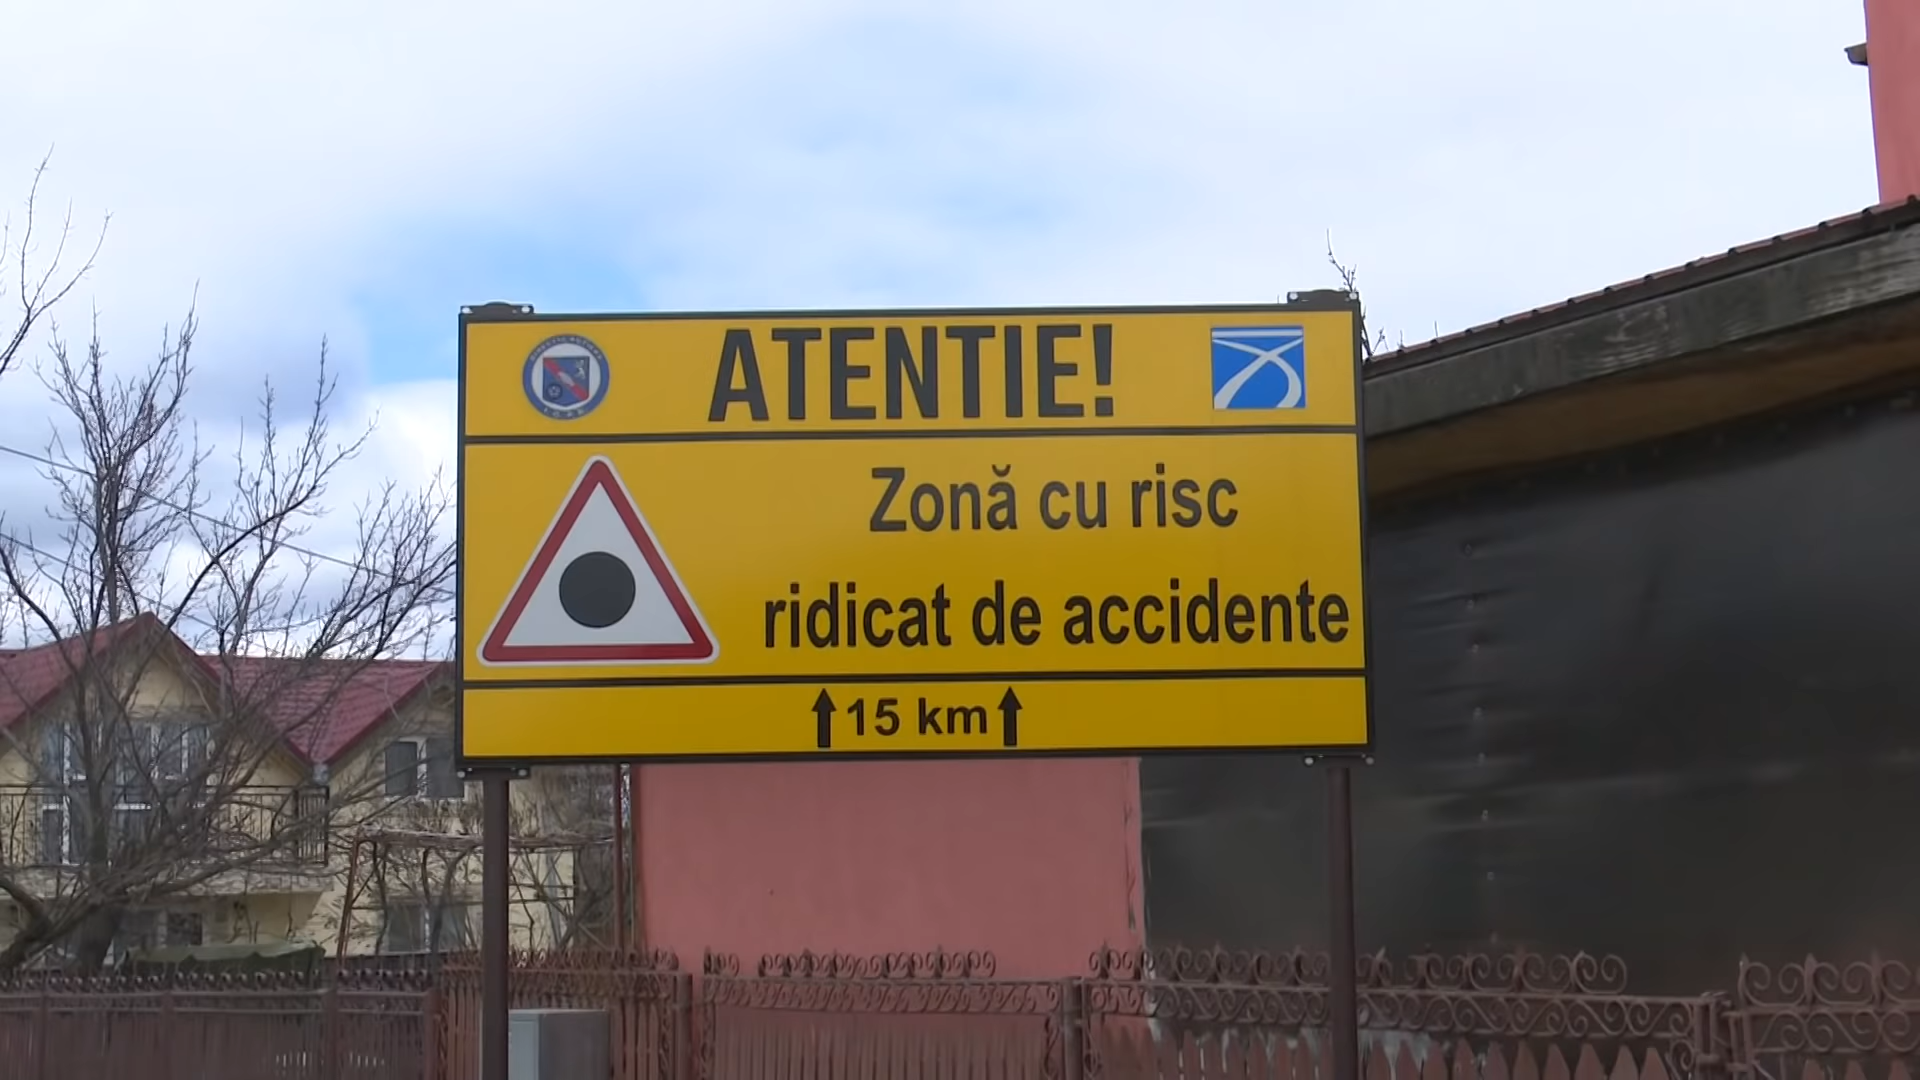 ATENTIE!
Zonă cu risc
ridicat de accidente
15 km